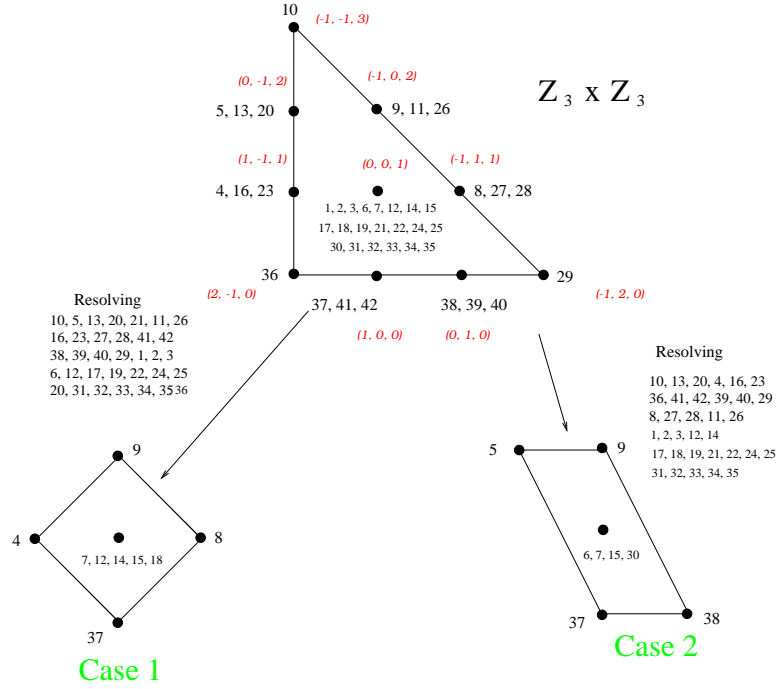 10
(-1, -1, 3)
(0, -1, 2)
(-1, 0, 2)
Z 3 x Z 3
5, 13, 20
9, 11, 26
(1, -1, 1)
(0, 0, 1)
(-1, 1, 1)
4, 16, 23
8, 27, 28
1, 2, 3, 6, 7, 12, 14, 15
17, 18, 19, 21, 22, 24, 25
30, 31, 32, 33, 34, 35
36
29
(2, -1, 0)
(-1, 2, 0)
37, 41, 42
38, 39, 40
(1, 0, 0)
(0, 1, 0)
Resolving
10, 5, 13, 20, 21, 11, 26
16, 23, 27, 28, 41, 42
38, 39, 40, 29, 1, 2, 3
6, 12, 17, 19, 22, 24, 25
20, 31, 32, 33, 34, 35 36
Resolving
10, 13, 20, 4, 16, 23
36, 41, 42, 39, 40, 29
8, 27, 28, 11, 26
1, 2, 3, 12, 14
17, 18, 19, 21, 22, 24, 25
31, 32, 33, 34, 35
9
4
8
7, 12, 14, 15, 18
37
Case 1
5
9
6, 7, 15, 30
37
38
Case 2